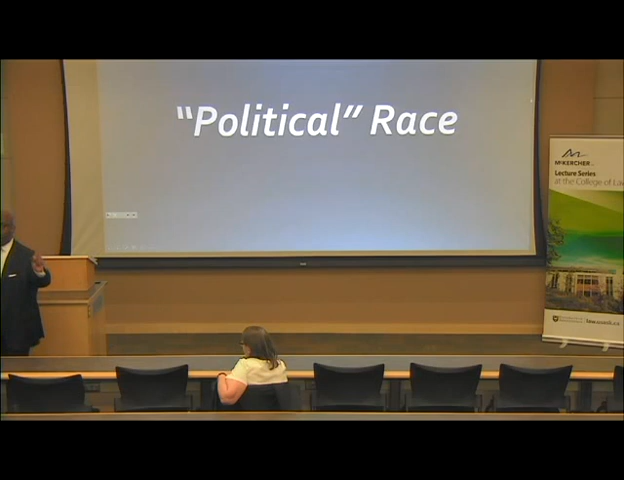 “Political” Race
McKERCHER
Lecture Series
at the College of Law